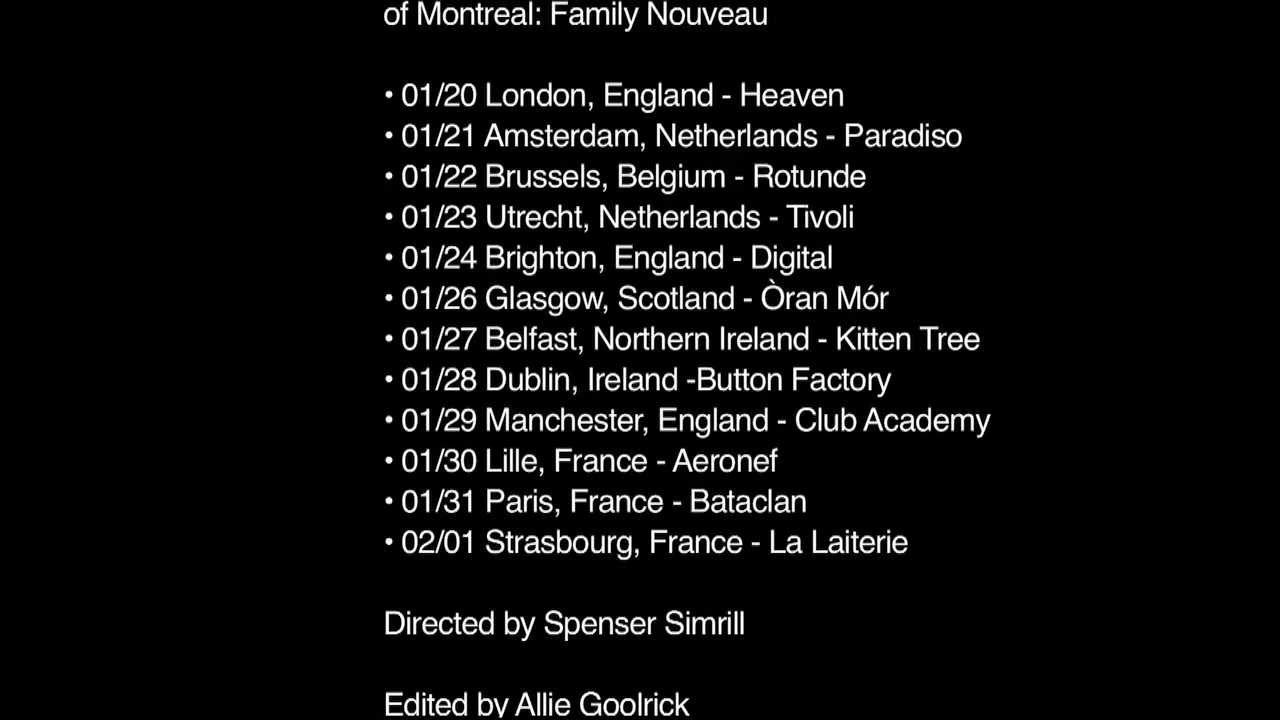 of Montreal: Family Nouveau
• 01/20 London, England - Heaven
• 01/21 Amsterdam, Netherlands - Paradiso
• 01/22 Brussels, Belgium - Rotunde
• 01/23 Utrecht, Netherlands - Tivoli
• 01/24 Brighton, England - Digital
• 01/26 Glasgow, Scotland - Òran Mór
• 01/27 Belfast, Northern Ireland - Kitten Tree
• 01/28 Dublin, Ireland -Button Factory
• 01/29 Manchester, England - Club Academy
• 01/30 Lille, France - Aeronef
• 01/31 Paris, France - Bataclan
• 02/01 Strasbourg, France - La Laiterie
Directed by Spenser Simrill
Edited by Allie Goolrick